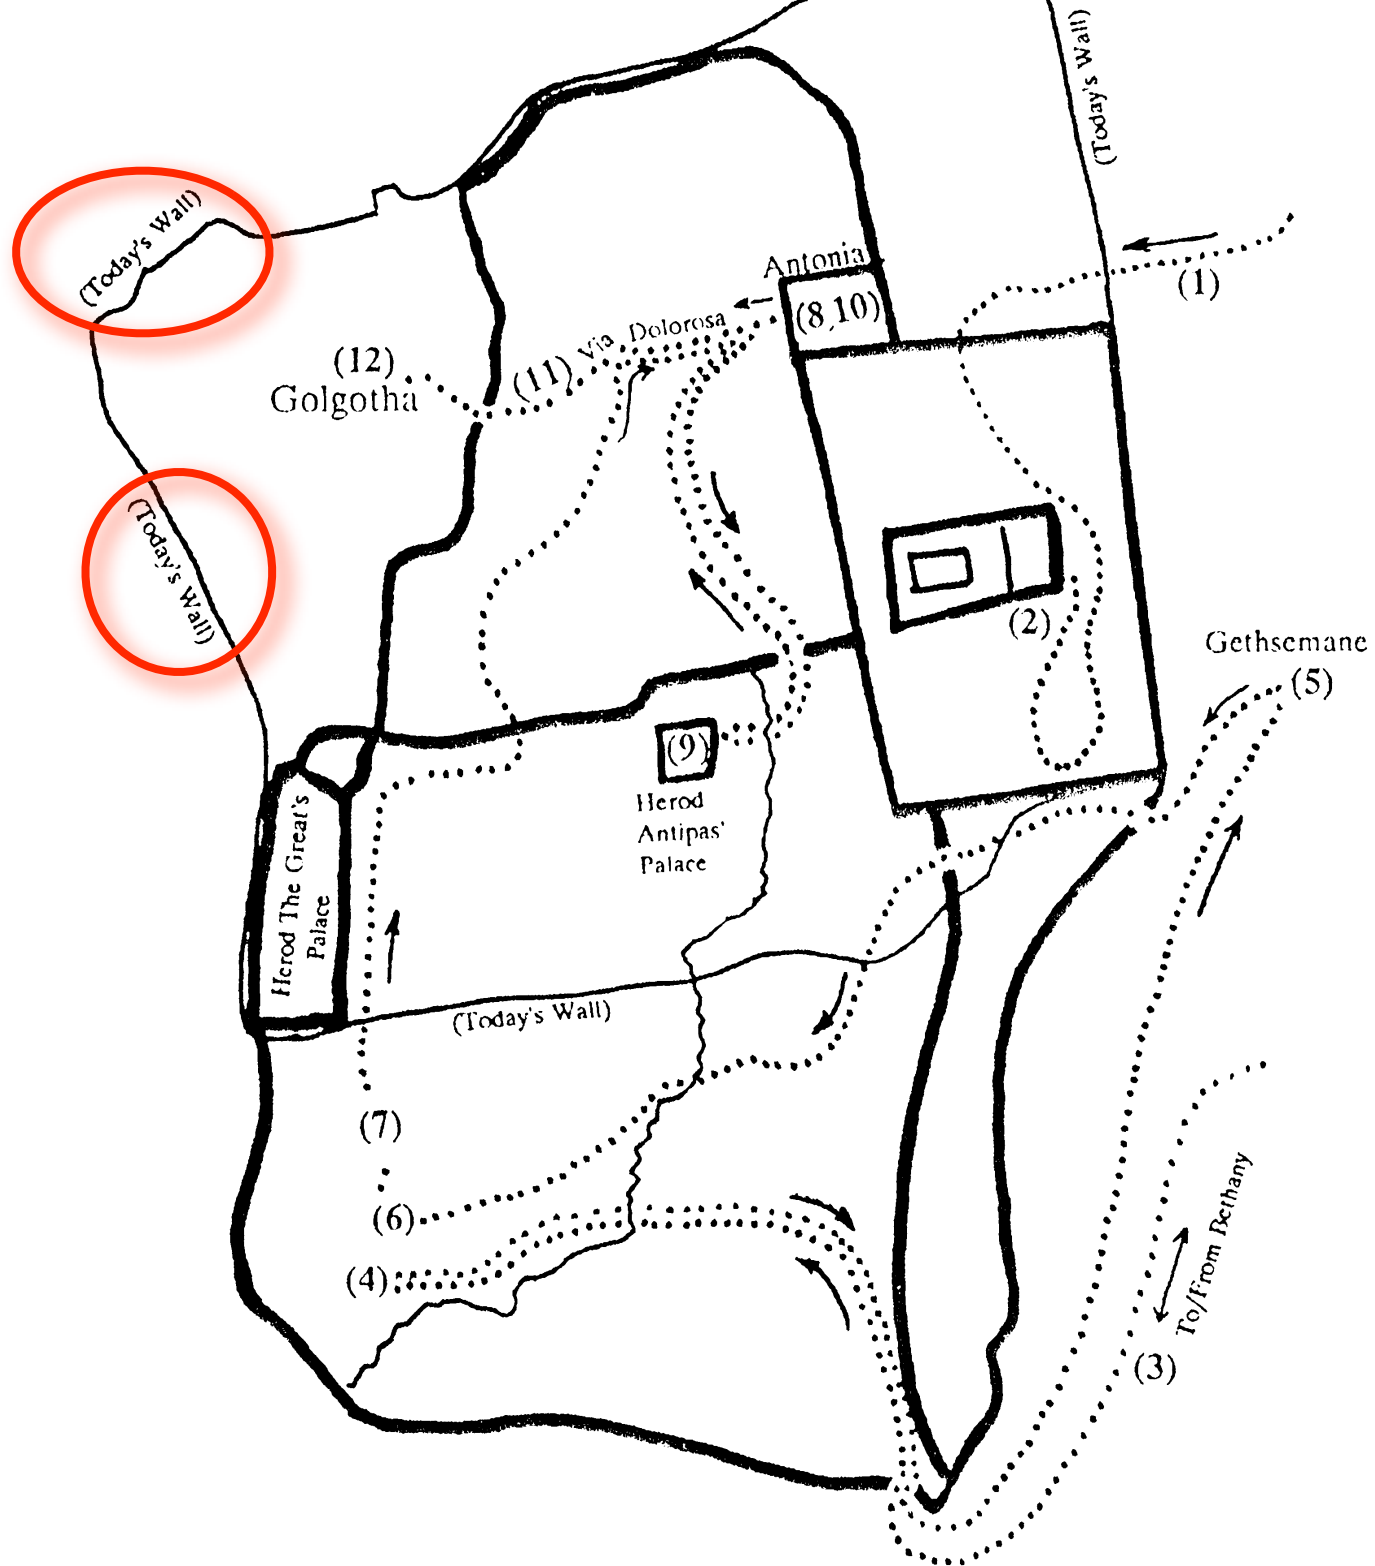 (Today's Wall)
(Today's Wall)
(1)
Antonia
(8,10)
Via Dolorosa
(11)
(12)
Golgotha
(Today's Wall)
(2)
Gethsemane
(5)
(9)
Herod
Antipas'
Palace
Herod The Great's
Palace
(Today's Wall)
(7)
(6)
(4)
To/From Bethany
(3)